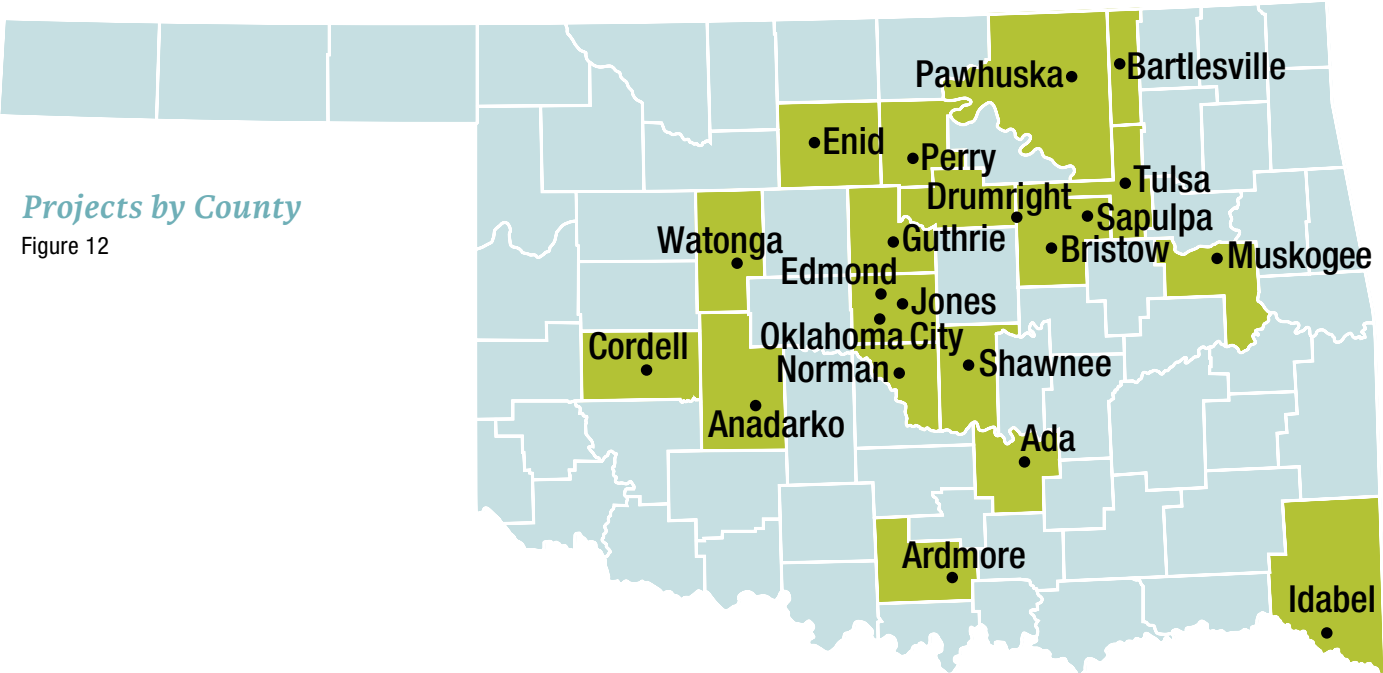 Pawhuska
Bartlesville
Enid
Perry
Tulsa
Drumright
Projects by County
Sapulpa
Figure 12
Watonga
Guthrie
Bristow
Muskogee
Edmond
Jones
Oklahoma City
Cordell
Shawnee
Norman
Anadarko
Ada
Ardmore
Idabel